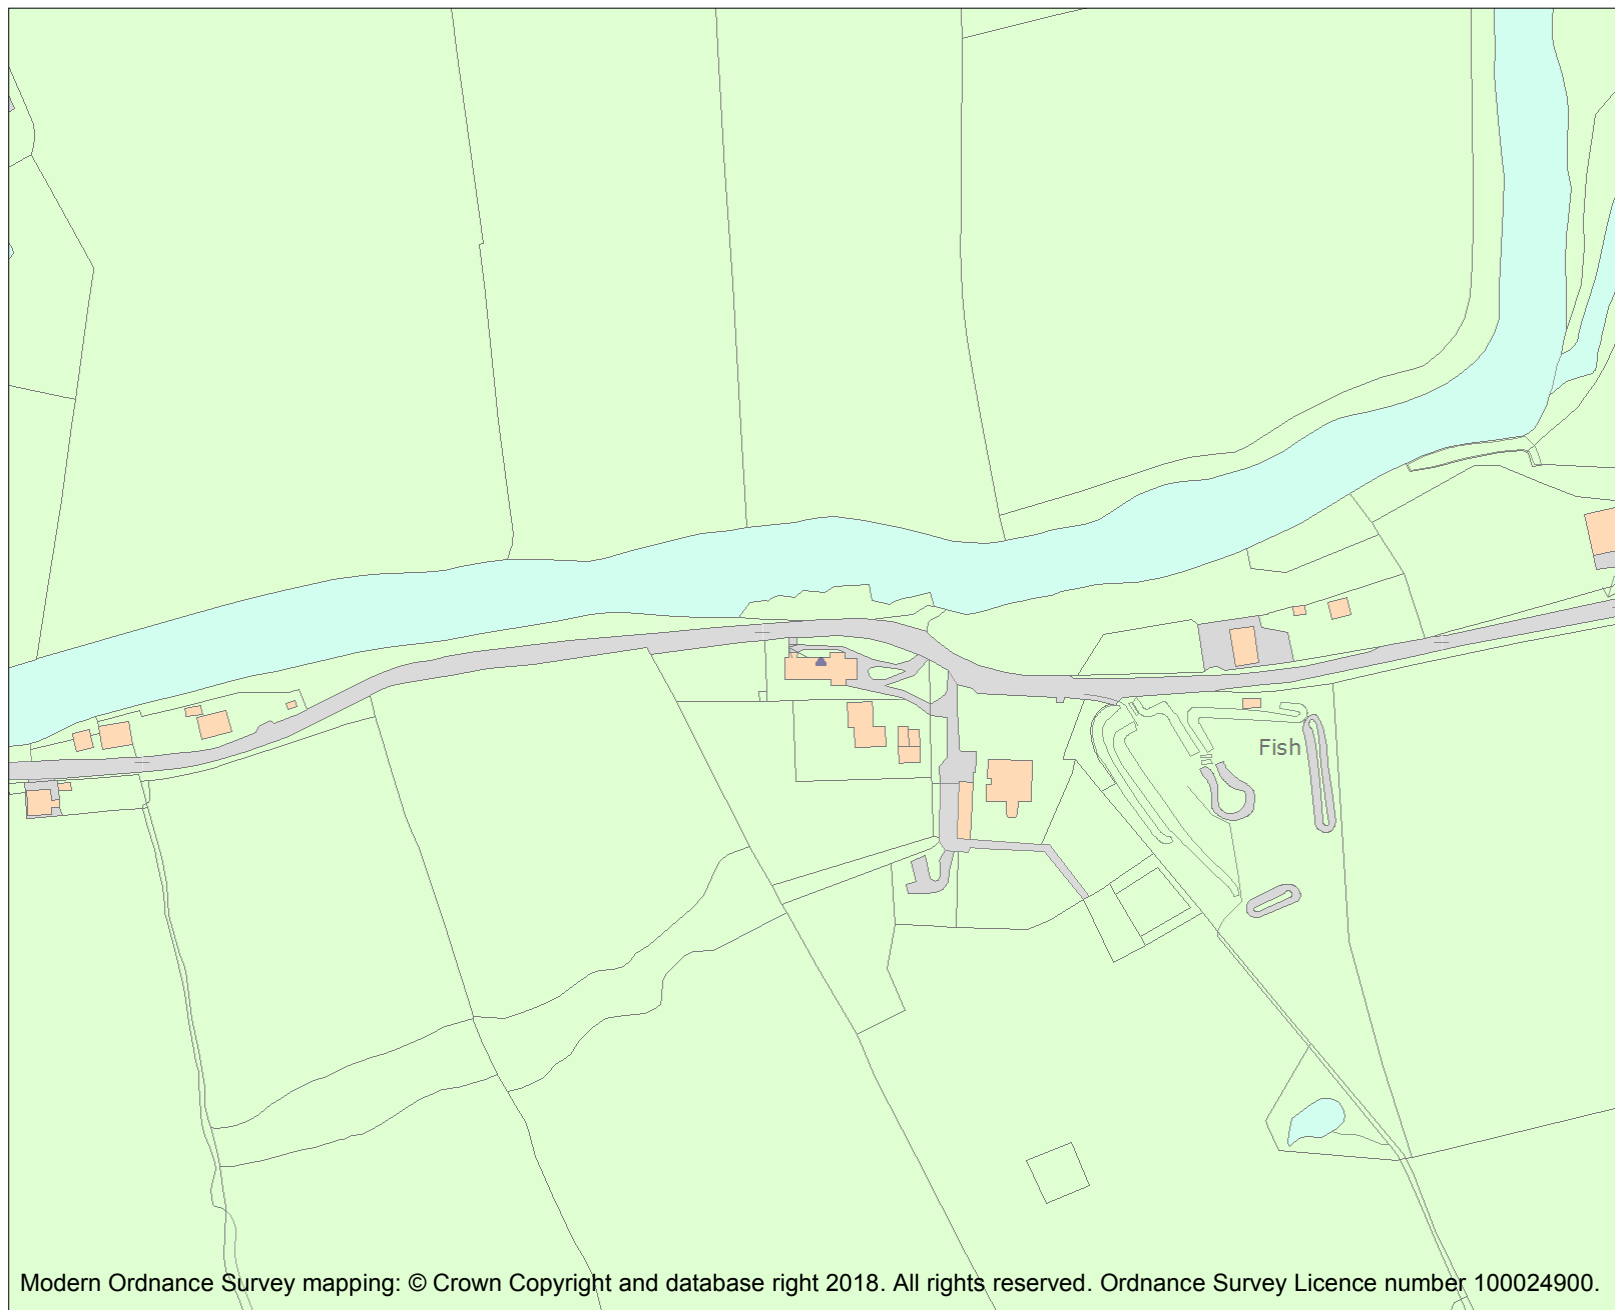 Fish
Modern Ordnance Survey mapping: © Crown Copyright and database right 2018. All rights reserved. Ordnance Survey Licence number 100024900.